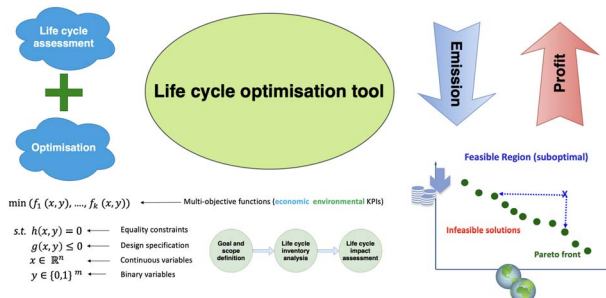 Life cycle
assessment
Optimisation
Life cycle optimisation tool
Emission
Profit
min (f₁ (x, y), ...., fₖ (x, y))
Multi-objective functions (economic environmental KPIs)
s.t. h(x, y) = 0
Equality constraints
g(x, y) ≤ 0
Design specification
x ∈ ℝⁿ
Continuous variables
y ∈ {0,1}ᵐ
Binary variables
Goal and
scope
definition
Life cycle
inventory
analysis
Life cycle
impact
assessment
Feasible Region (suboptimal)
X
Infeasible solutions
Pareto front